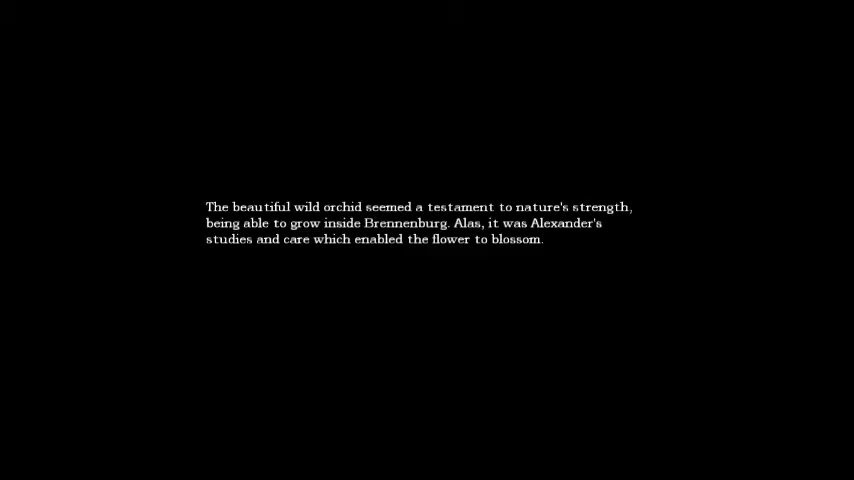 The beautiful wild orchid seemed a testament to nature's strength,
being able to grow inside Brennenburg. Alas, it was Alexander's
studies and care which enabled the flower to blossom.